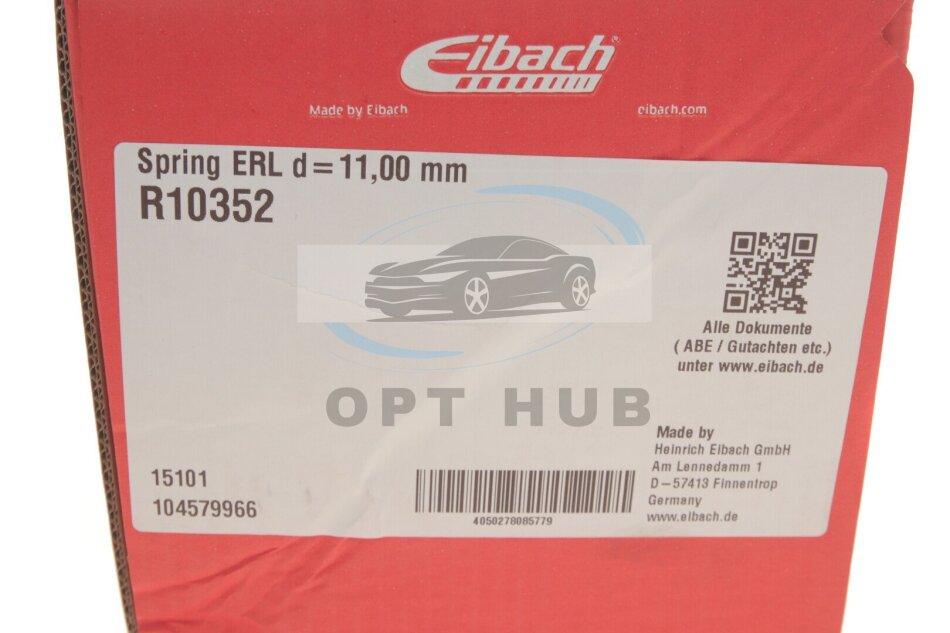 Eibach
Made by Eibach
eibach.com
Spring ERL d=11,00 mm
R10352
Alle Dokumente
( ABE / Gutachten etc.)
unter www.eibach.de
OPT HUB
Made by
Heinrich Eibach GmbH
Am Lennedamm 1
D-57413 Finnentrop
Germany
www.eibach.de
15101
104579966
4050278085779